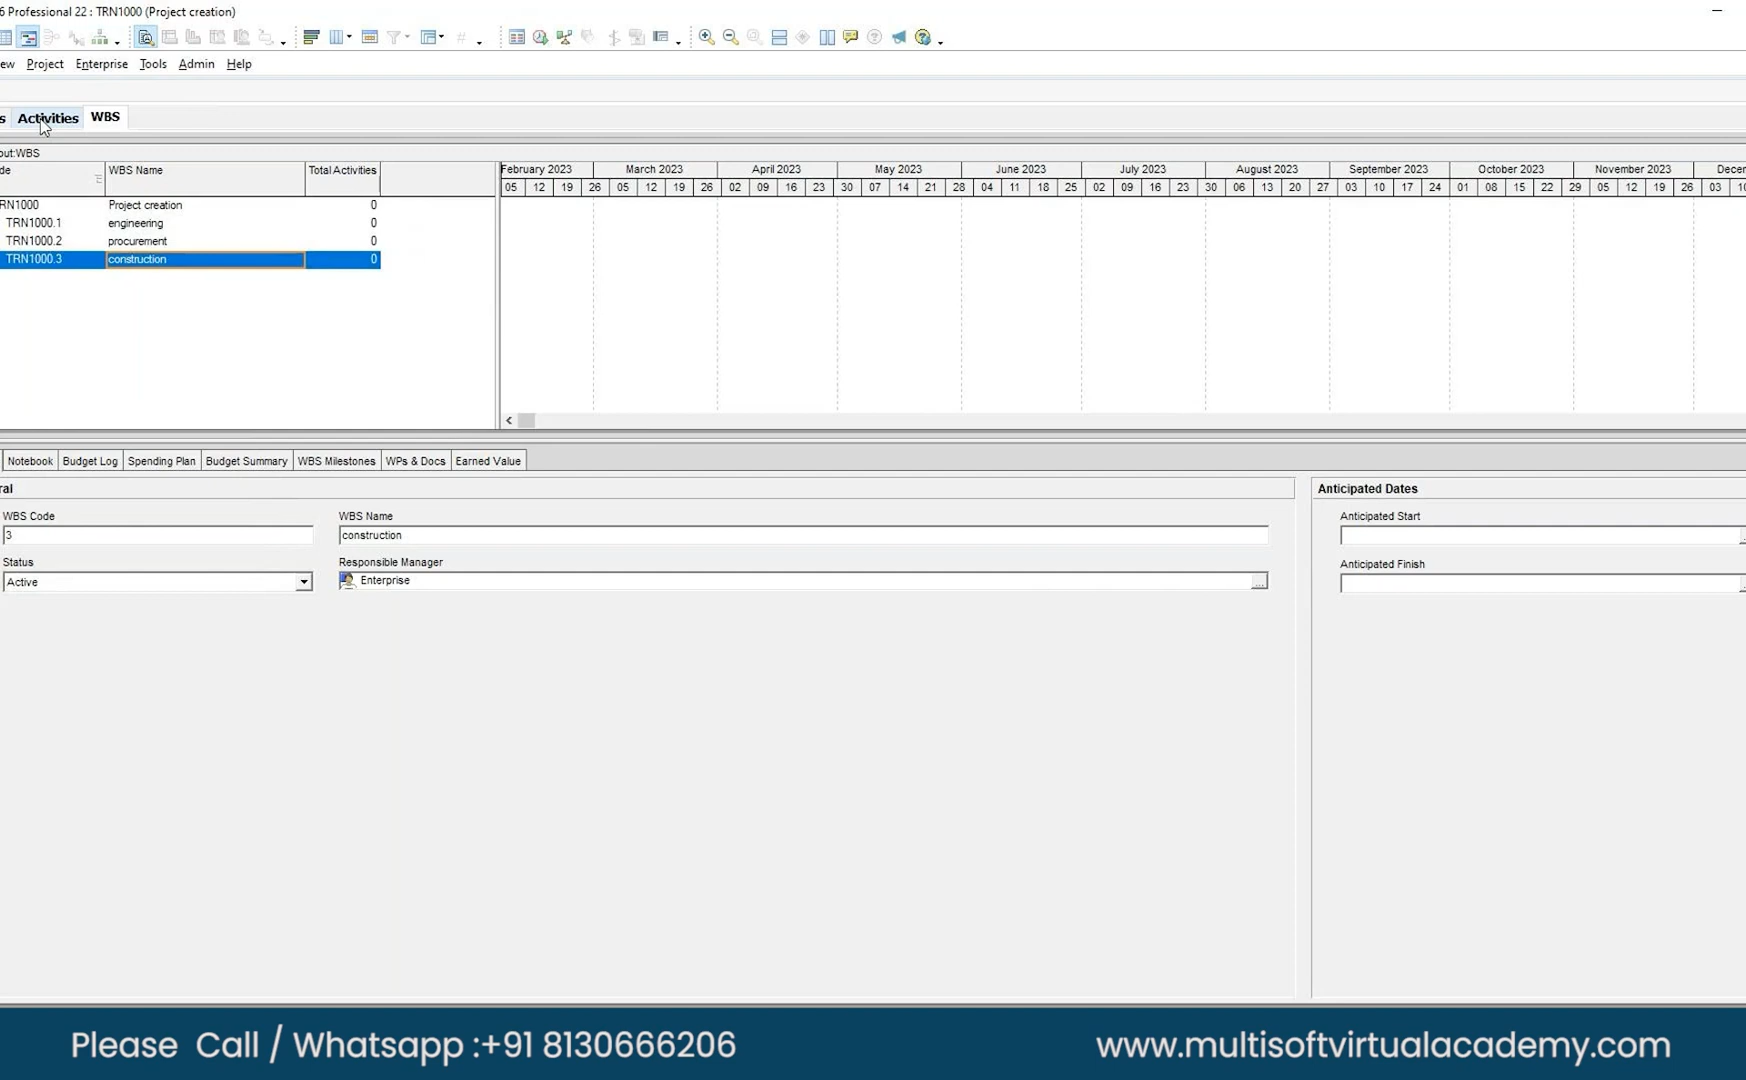 6 Professional 22 : TRN1000 (Project creation)
ew Project Enterprise Tools Admin Help
s Activities WBS
out:WBS
de WBS Name Total Activities
February 2023 March 2023 April 2023 May 2023 June 2023 July 2023 August 2023 September 2023 October 2023 November 2023 Decer
05 12 19 26 05 12 19 26 02 09 16 23 30 07 14 21 28 04 11 18 25 02 09 16 23 30 06 13 20 27 03 10 17 24 01 08 15 22 29 05 12 19 26 03 10
RN1000 Project creation 0
TRN1000.1 engineering 0
TRN1000.2 procurement 0
TRN1000.3 construction 0
Notebook Budget Log Spending Plan Budget Summary WBS Milestones WPs & Docs Earned Value
ral
Anticipated Dates
WBS Code WBS Name Anticipated Start
3 construction
Status Responsible Manager Anticipated Finish
Active Enterprise
Please Call / Whatsapp :+91 8130666206
www.multisoftvirtualacademy.com